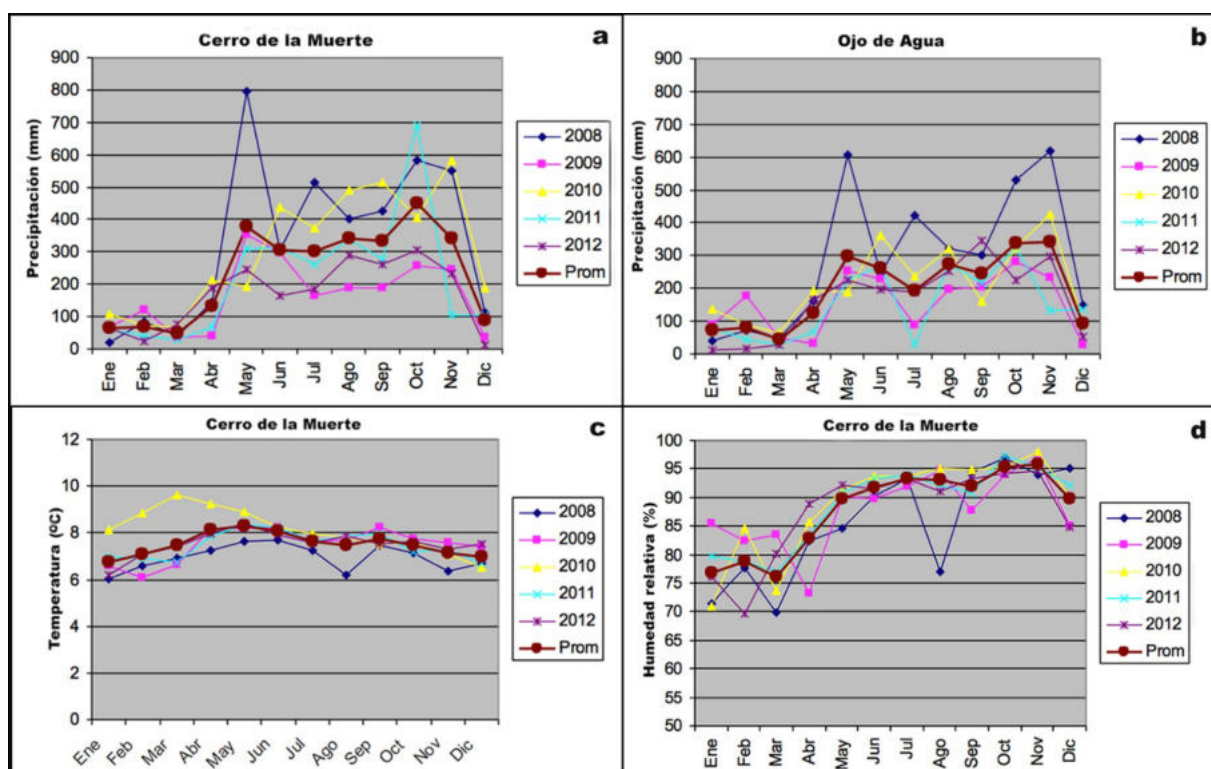 Cerro de la Muerte
a
Precipitación (mm)
900
800
700
600
500
400
300
200
100
0
Ene
Feb
Mar
Abr
May
Jun
Jul
Ago
Sep
Oct
Nov
Dic
2008
2009
2010
2011
2012
Prom
Ojo de Agua
b
Precipitación (mm)
900
800
700
600
500
400
300
200
100
0
Ene
Feb
Mar
Abr
May
Jun
Jul
Ago
Sep
Oct
Nov
Dic
2008
2009
2010
2011
2012
Prom
Cerro de la Muerte
c
Temperatura (ºC)
12
10
8
6
4
2
0
Ene
Feb
Mar
Abr
May
Jun
Jul
Ago
Sep
Oct
Nov
Dic
2008
2009
2010
2011
2012
Prom
Cerro de la Muerte
d
Humedad relativa (%)
100
95
90
85
80
75
70
65
60
55
50
Ene
Feb
Mar
Abr
May
Jun
Jul
Ago
Sep
Oct
Nov
Dic
2008
2009
2010
2011
2012
Prom